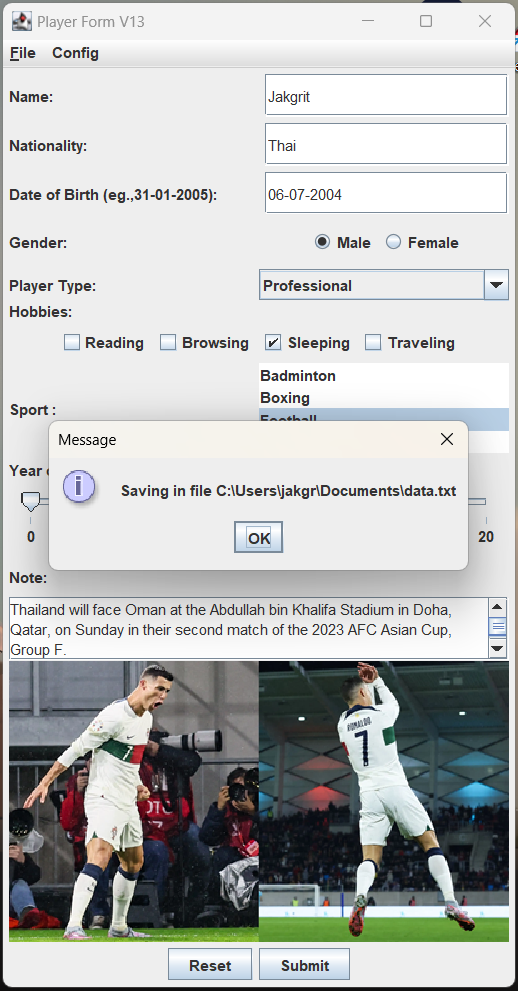 Player Form V13
File Config
Name: Jakgrit
Nationality: Thai
Date of Birth (eg.,31-01-2005): 06-07-2004
Gender: Male Female
Player Type: Professional
Hobbies:
Reading Browsing Sleeping Traveling
Badminton
Boxing
Sport :
Football
Message
Year
Saving in file C:\Users\jakgr\Documents\data.txt
OK
0 20
Note:
Thailand will face Oman at the Abdullah bin Khalifa Stadium in Doha,
Qatar, on Sunday in their second match of the 2023 AFC Asian Cup,
Group F.
RONALDO
7
Reset Submit